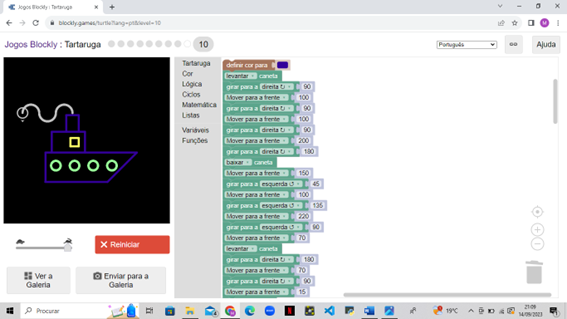 Jogos Blockly : Tartaruga
blockly.games/turtle?lang=pt&level=10
Jogos Blockly : Tartaruga
10
Português
Ajuda
Tartaruga
Cor
Lógica
Ciclos
Matemática
Listas
Variáveis
Funções
definir cor para
levantar caneta
girar para a direita ↻ 90
Mover para a frente 100
girar para a direita ↻ 90
Mover para a frente 100
girar para a direita ↻ 90
Mover para a frente 200
girar para a direita ↻ 180
baixar caneta
Mover para a frente 150
girar para a esquerda ↺ 45
Mover para a frente 100
girar para a esquerda ↺ 135
Mover para a frente 220
girar para a esquerda ↺ 90
Mover para a frente 70
levantar caneta
girar para a direita ↻ 180
Mover para a frente 70
girar para a direita ↻ 90
Mover para a frente 15
Reiniciar
Ver a Galeria
Enviar para a Galeria
Procurar
19°C
21:09
14/09/2023